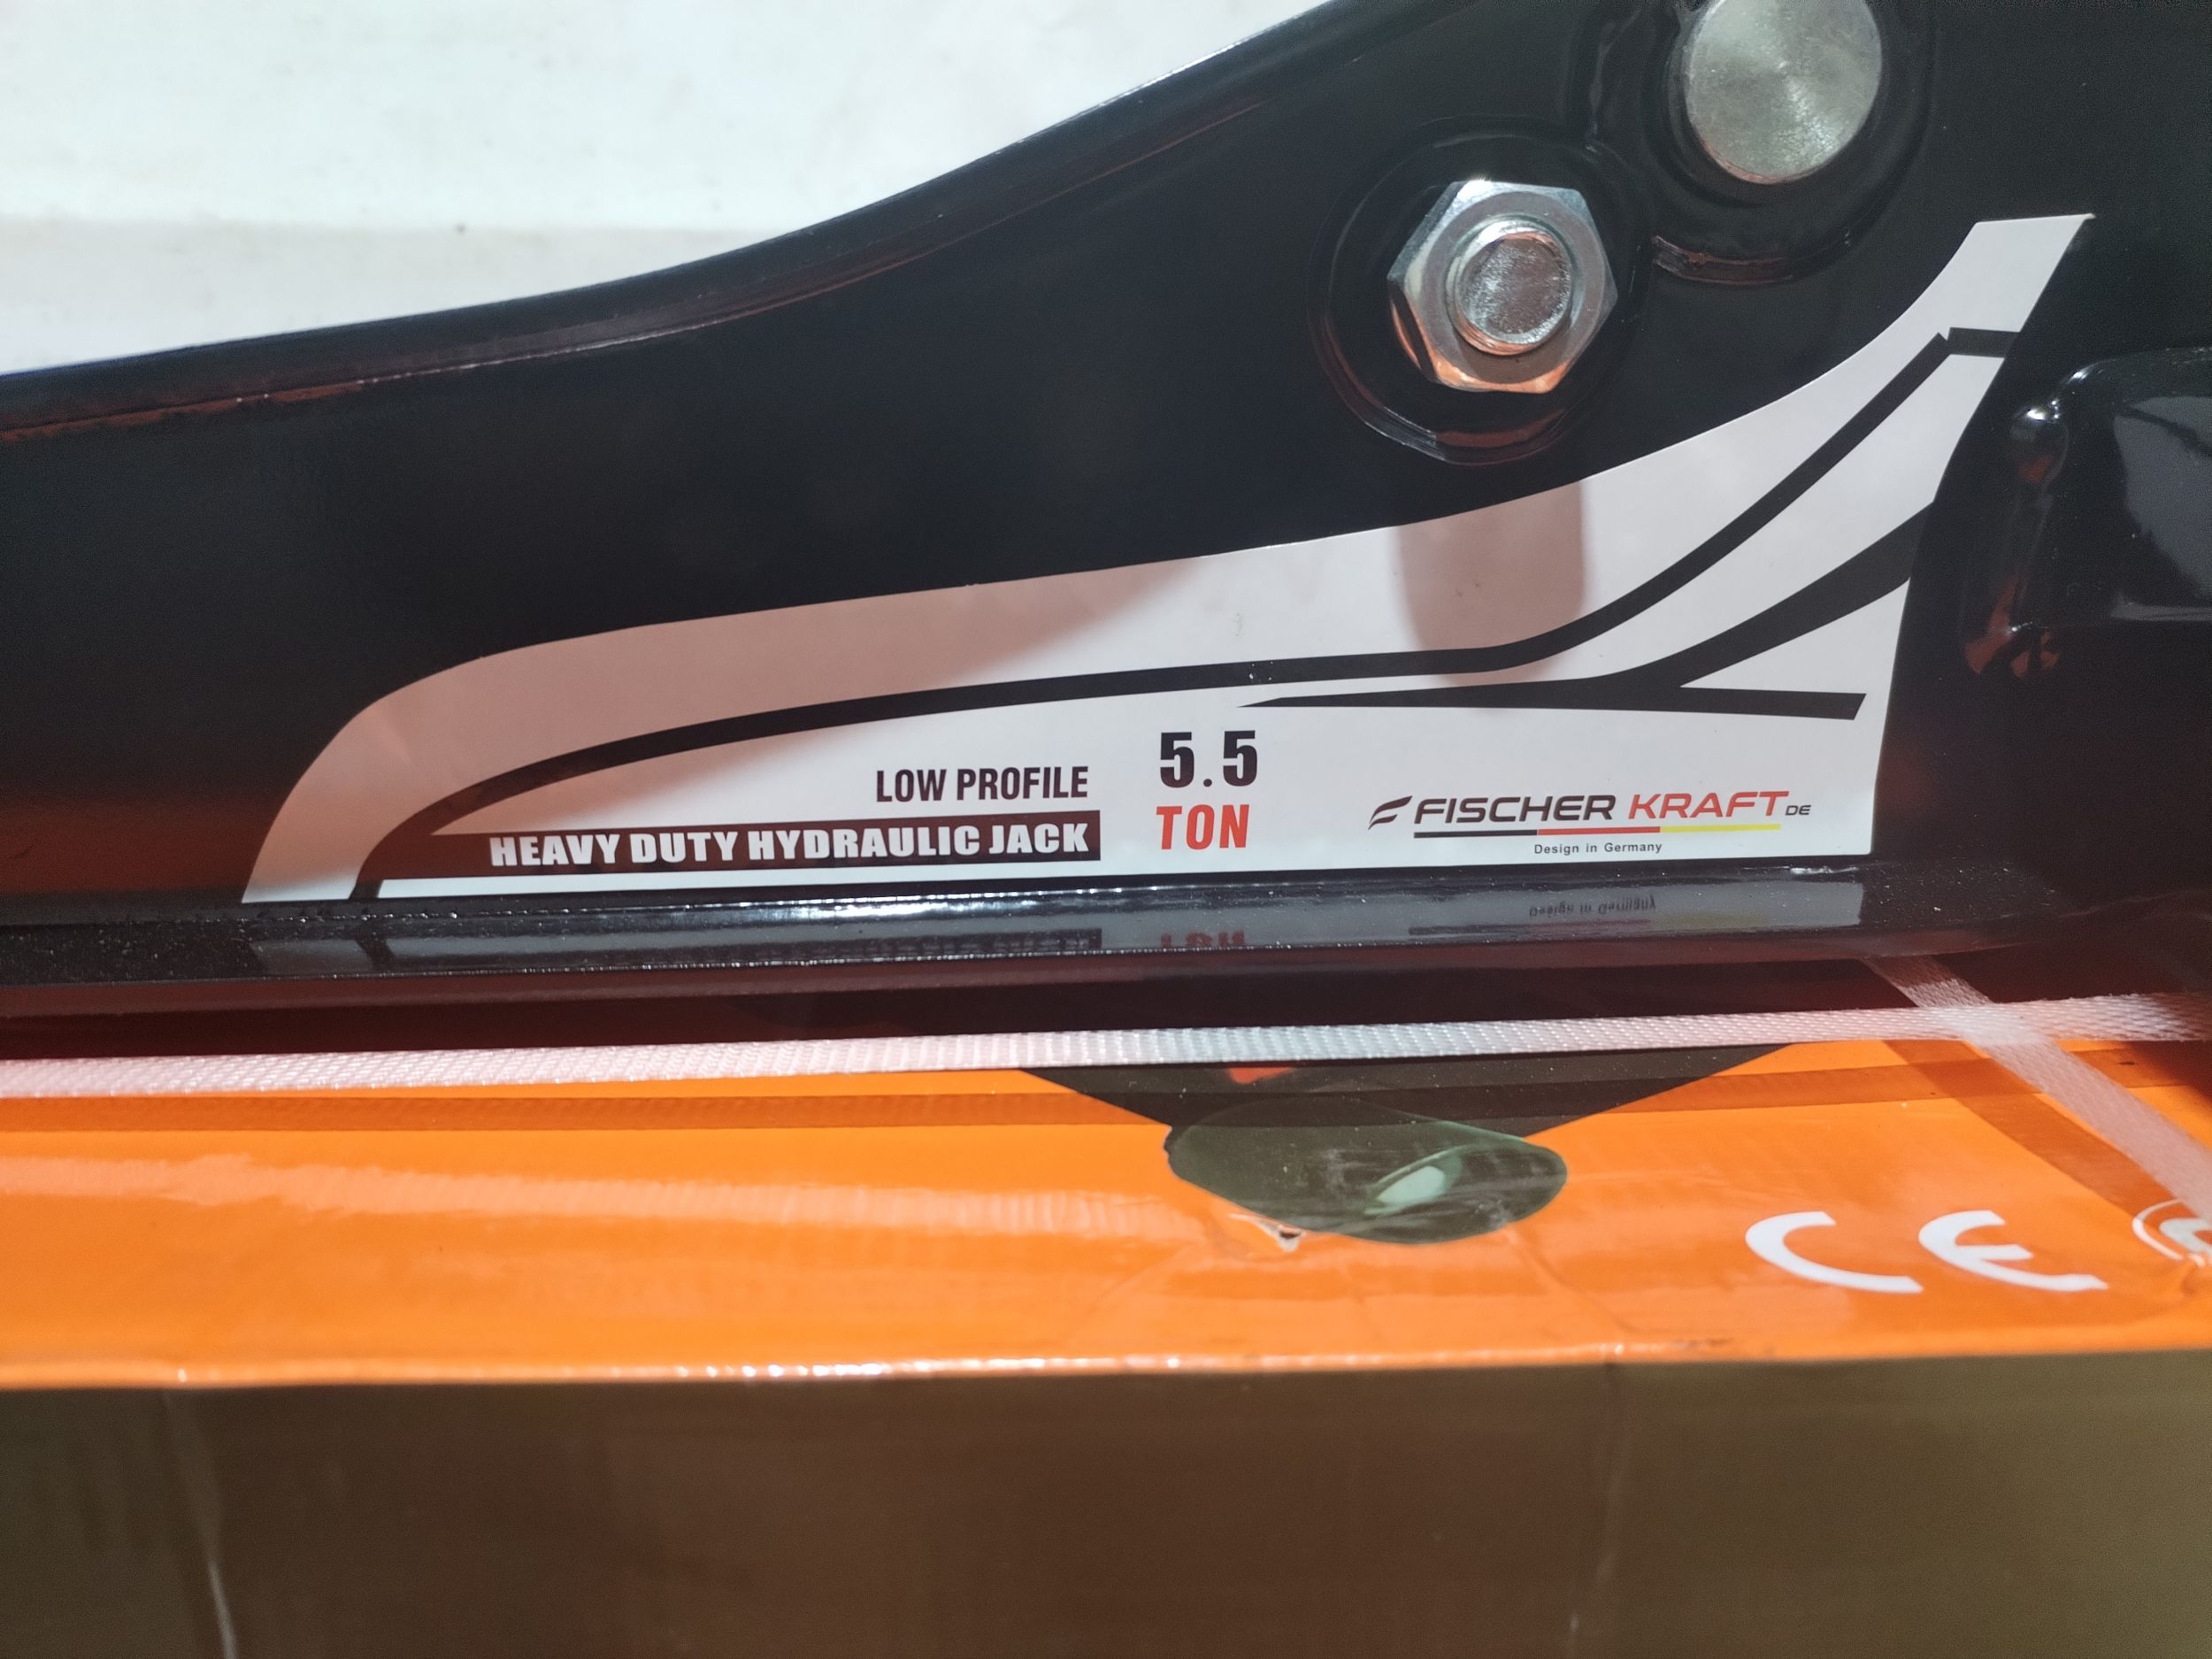 LOW PROFILE
HEAVY DUTY HYDRAULIC JACK
5.5
TON
FISCHER KRAFT DE
Design in Germany
CE